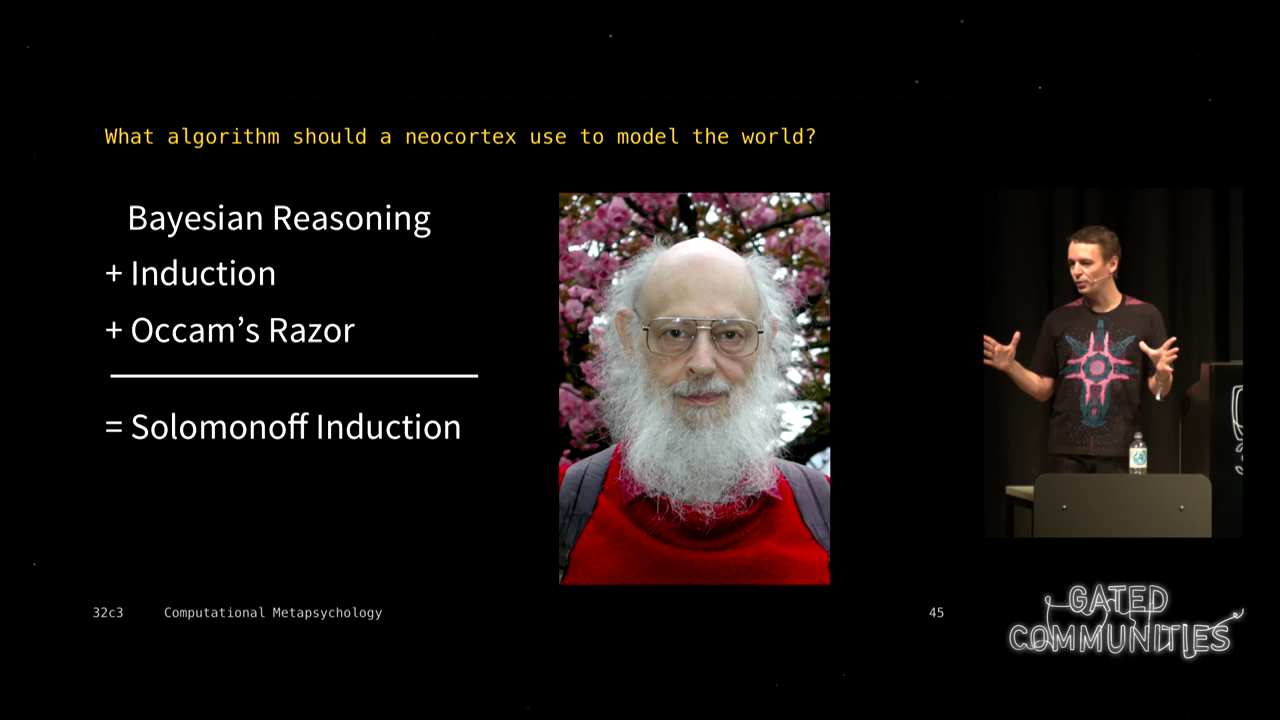 What algorithm should a neocortex use to model the world?
Bayesian Reasoning
+ Induction
+ Occam’s Razor
= Solomonoff Induction
32c3 Computational Metapsychology 45
GATED
COMMUNITIES